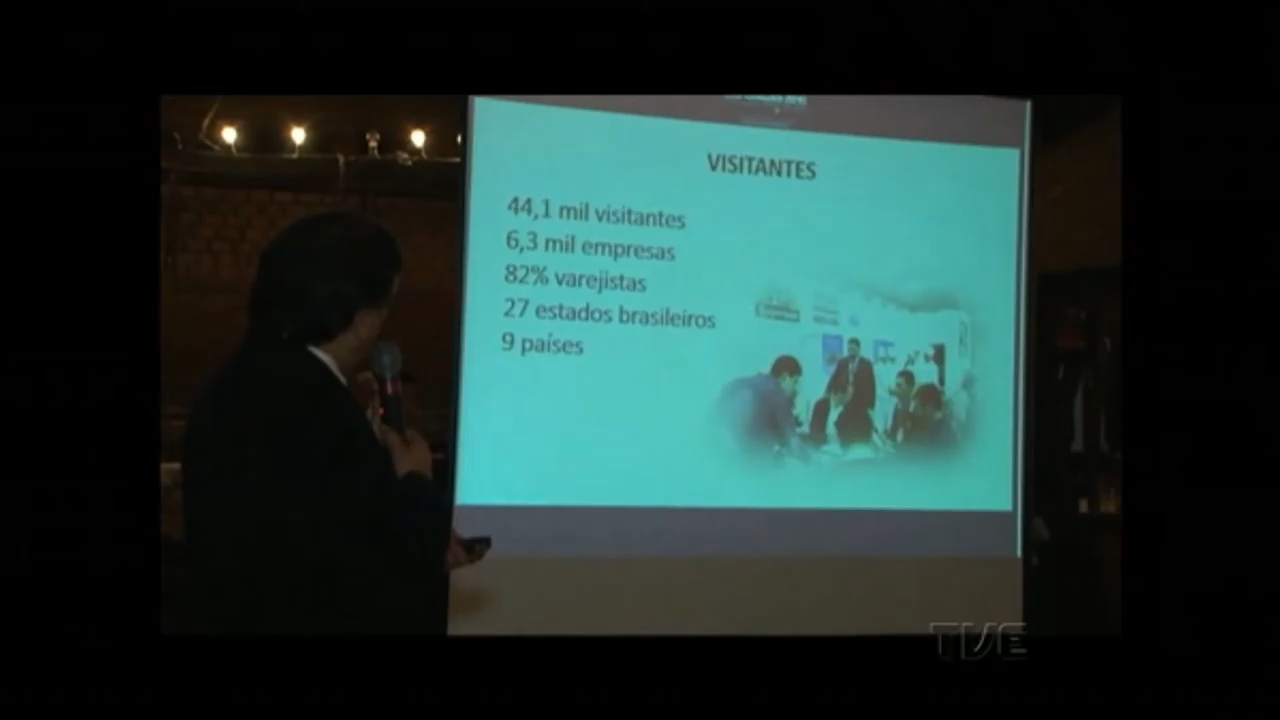 VISITANTES
44,1 mil visitantes
6,3 mil empresas
82% varejistas
27 estados brasileiros
9 países
TVE